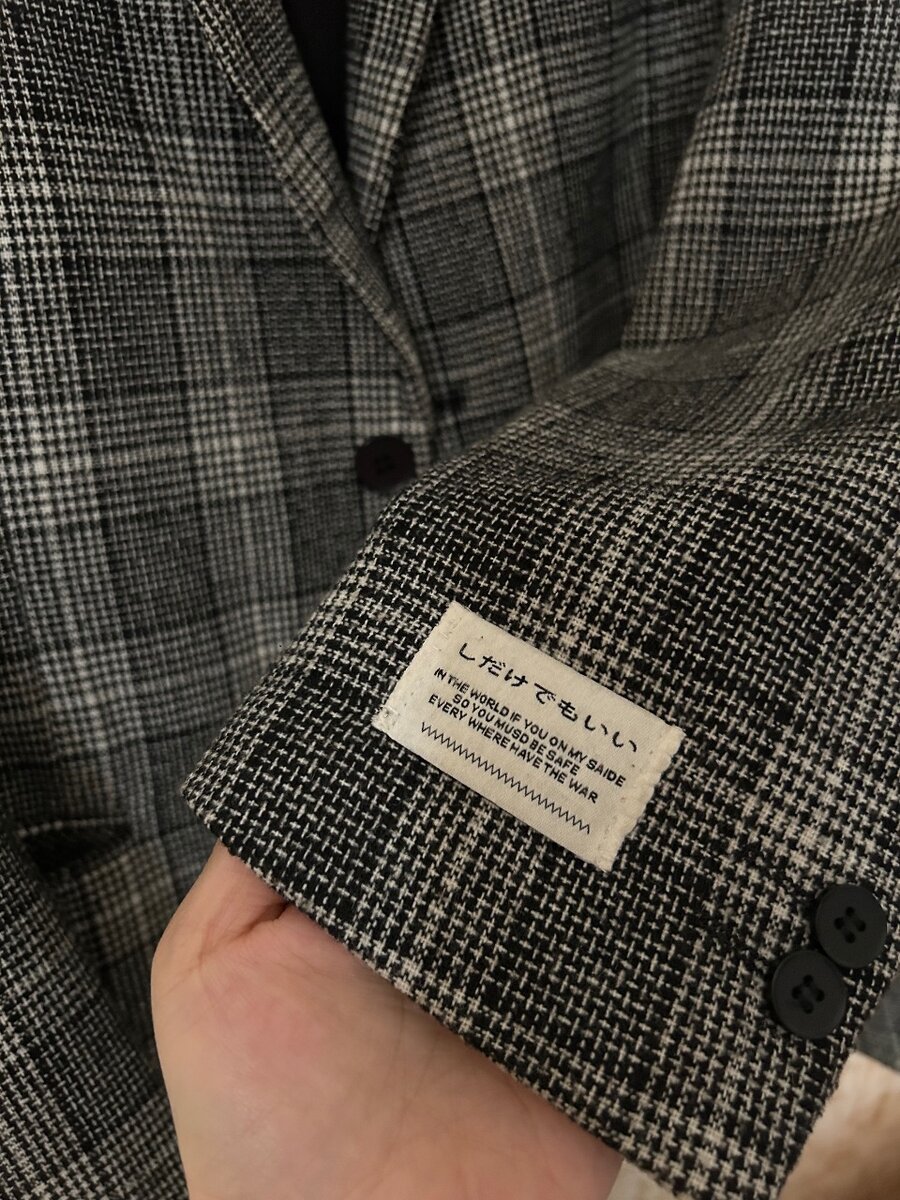 しだけでもいい
IN THE WORLD IF YOU ON MY SAIDE
SO YOU MUSD BE SAFE
EVERY WHERE HAVE THE WAR